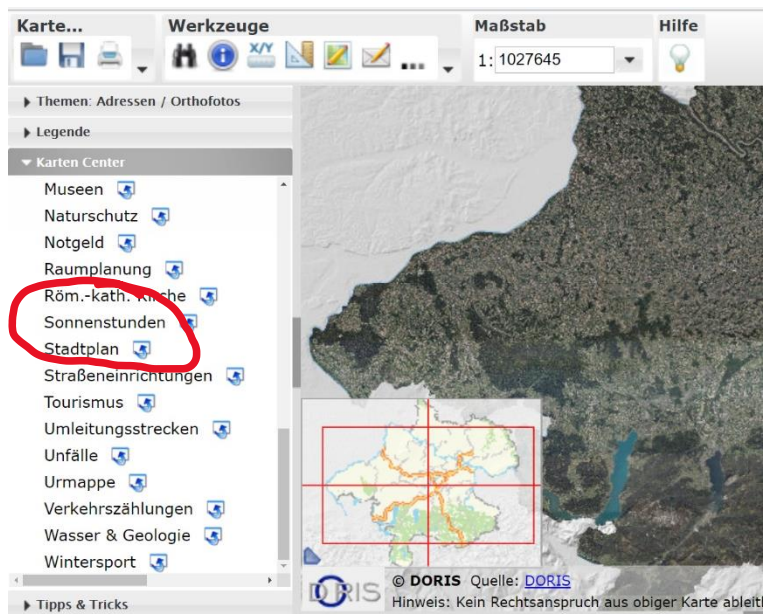 Karte... Werkzeuge Maßstab Hilfe
X/Y ... 1: 1027645
Themen: Adressen / Orthofotos
Legende
Karten Center
Museen
Naturschutz
Notgeld
Raumplanung
Röm.-kath. Kirche
Sonnenstunden
Stadtplan
Straßeneinrichtungen
Tourismus
Umleitungsstrecken
Unfälle
Urmappe
Verkehrszählungen
Wasser & Geologie
Wintersport
Tipps & Tricks
DORIS © DORIS Quelle: DORIS
Hinweis: Kein Rechtsanspruch aus obiger Karte ableitb